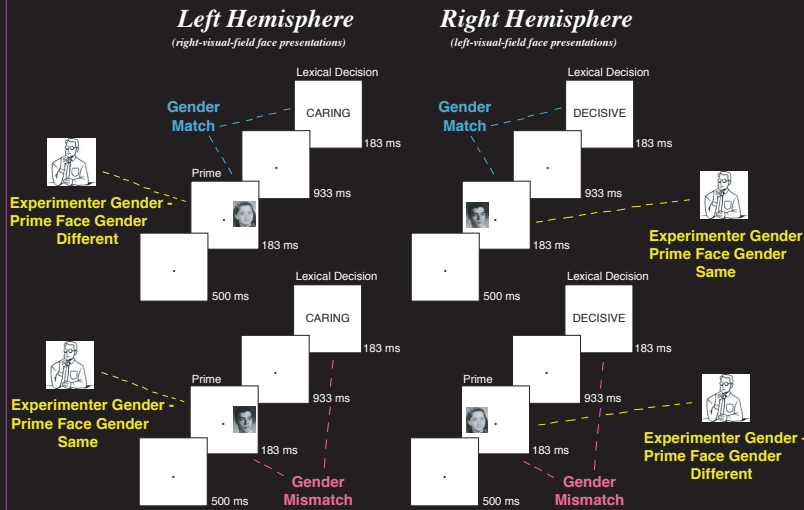 Left Hemisphere
(right-visual-field face presentations)
Right Hemisphere
(left-visual-field face presentations)
Lexical Decision
CARING
183 ms
Gender
Match
933 ms
Prime
183 ms
500 ms
Experimenter Gender -
Prime Face Gender
Different
Lexical Decision
DECISIVE
183 ms
Gender
Match
933 ms
183 ms
500 ms
Experimenter Gender
Prime Face Gender
Same
Lexical Decision
CARING
183 ms
933 ms
Prime
183 ms
500 ms
Experimenter Gender -
Prime Face Gender
Same
Gender
Mismatch
Lexical Decision
DECISIVE
183 ms
933 ms
Prime
183 ms
500 ms
Experimenter Gender -
Prime Face Gender
Different
Gender
Mismatch